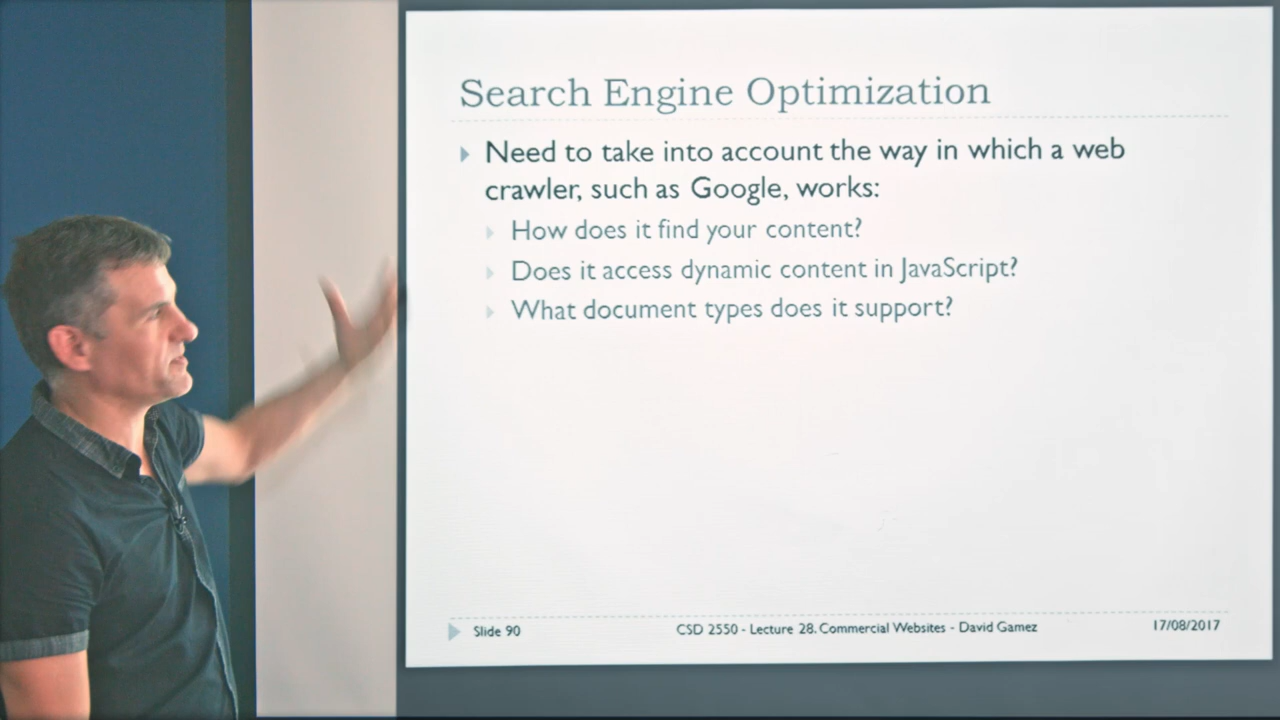 Search Engine Optimization
Need to take into account the way in which a web
crawler, such as Google, works:
How does it find your content?
Does it access dynamic content in JavaScript?
What document types does it support?
Slide 90
CSD 2550 - Lecture 28. Commercial Websites - David Gamez
17/08/2017